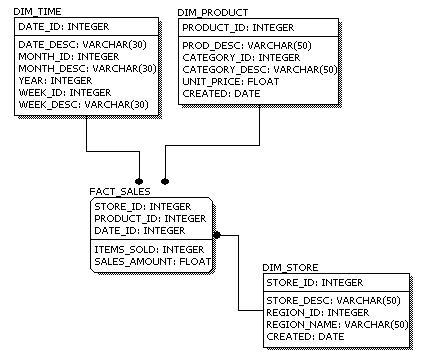 DIM_TIME
DATE_ID: INTEGER
DATE_DESC: VARCHAR(30)
MONTH_ID: INTEGER
MONTH_DESC: VARCHAR(30)
YEAR: INTEGER
WEEK_ID: INTEGER
WEEK_DESC: VARCHAR(30)
DIM_PRODUCT
PRODUCT_ID: INTEGER
PROD_DESC: VARCHAR(50)
CATEGORY_ID: INTEGER
CATEGORY_DESC: VARCHAR(50)
UNIT_PRICE: FLOAT
CREATED: DATE
FACT_SALES
STORE_ID: INTEGER
PRODUCT_ID: INTEGER
DATE_ID: INTEGER
ITEMS_SOLD: INTEGER
SALES_AMOUNT: FLOAT
DIM_STORE
STORE_ID: INTEGER
STORE_DESC: VARCHAR(50)
REGION_ID: INTEGER
REGION_NAME: VARCHAR(50)
CREATED: DATE